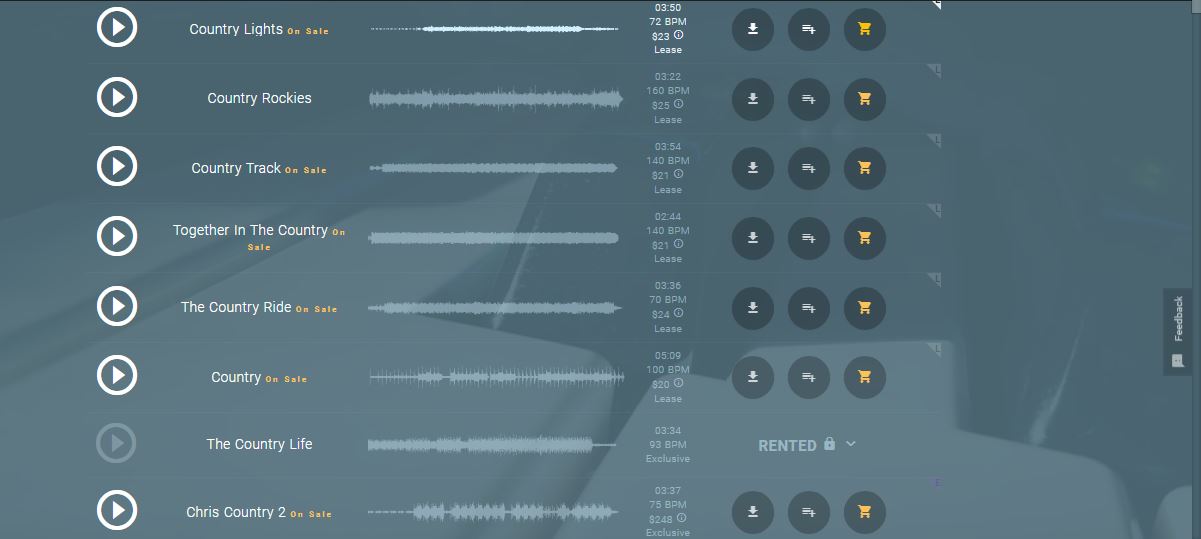 03:50
Country Lights On Sale
72 BPM
$23
Lease
L
03:22
Country Rockies
160 BPM
$25
Lease
L
03:54
Country Track On Sale
140 BPM
$21
Lease
L
02:44
Together In The Country On
Sale
140 BPM
$21
Lease
L
03:36
The Country Ride On Sale
70 BPM
$24
Lease
L
05:09
Country On Sale
100 BPM
$20
Lease
03:34
The Country Life
93 BPM
Exclusive
RENTED
E
03:37
Chris Country 2 On Sale
75 BPM
$248
Exclusive
Feedback